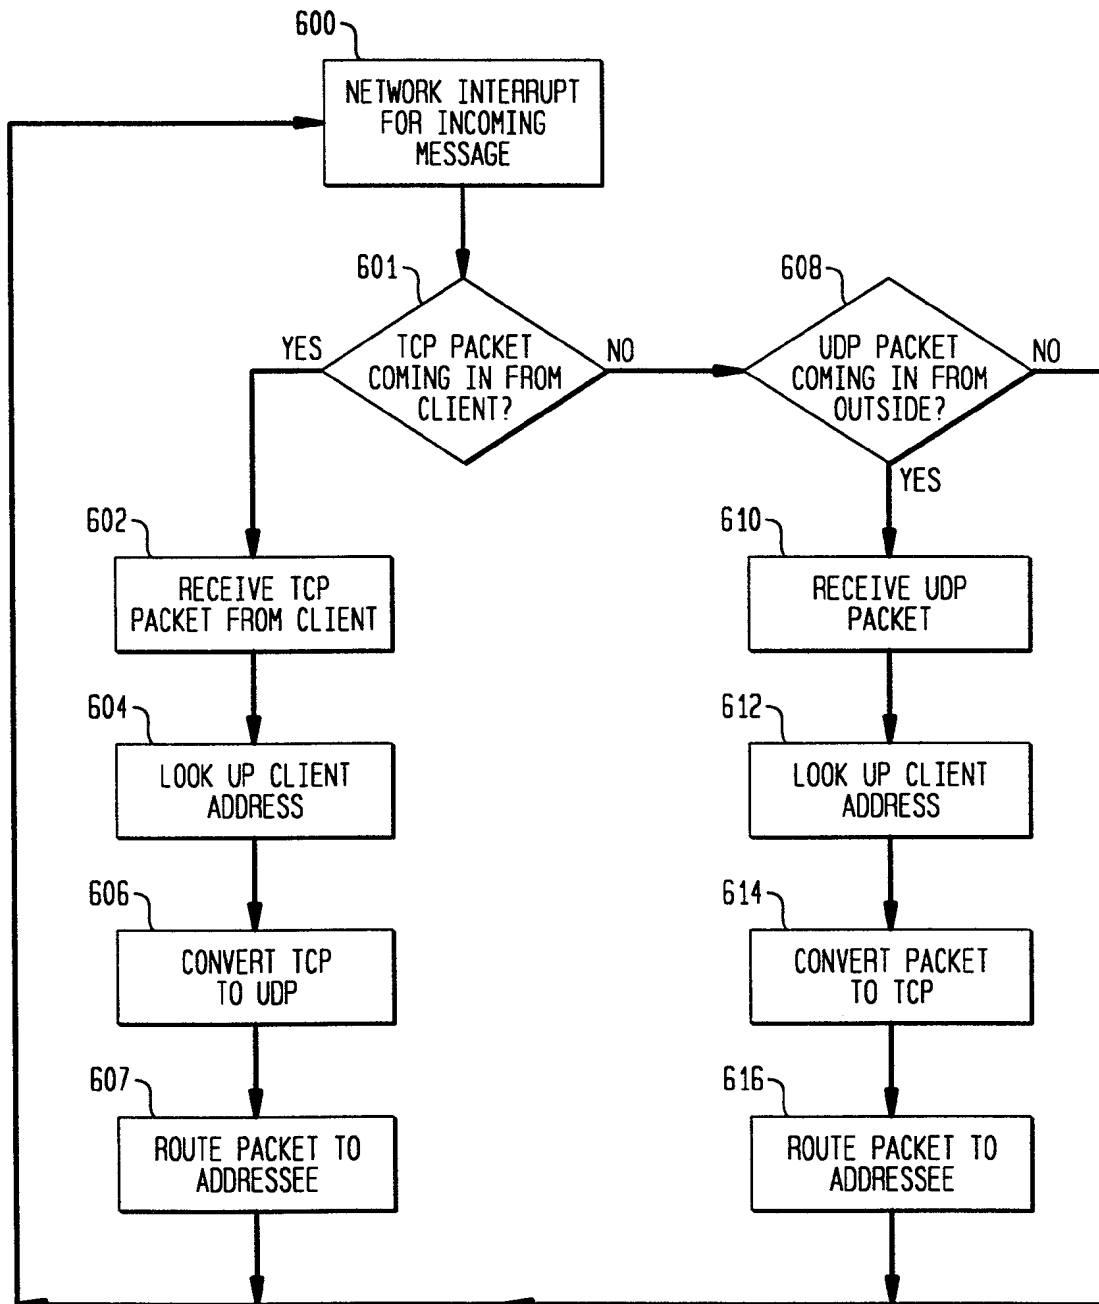 600
NETWORK INTERRUPT
FOR INCOMING
MESSAGE
601
YES
TCP PACKET
COMING IN FROM
CLIENT?
NO
608
UDP PACKET
COMING IN FROM
OUTSIDE?
NO
YES
602
RECEIVE TCP
PACKET FROM CLIENT
610
RECEIVE UDP
PACKET
604
LOOK UP CLIENT
ADDRESS
612
LOOK UP CLIENT
ADDRESS
606
CONVERT TCP
TO UDP
614
CONVERT PACKET
TO TCP
607
ROUTE PACKET TO
ADDRESSEE
616
ROUTE PACKET TO
ADDRESSEE